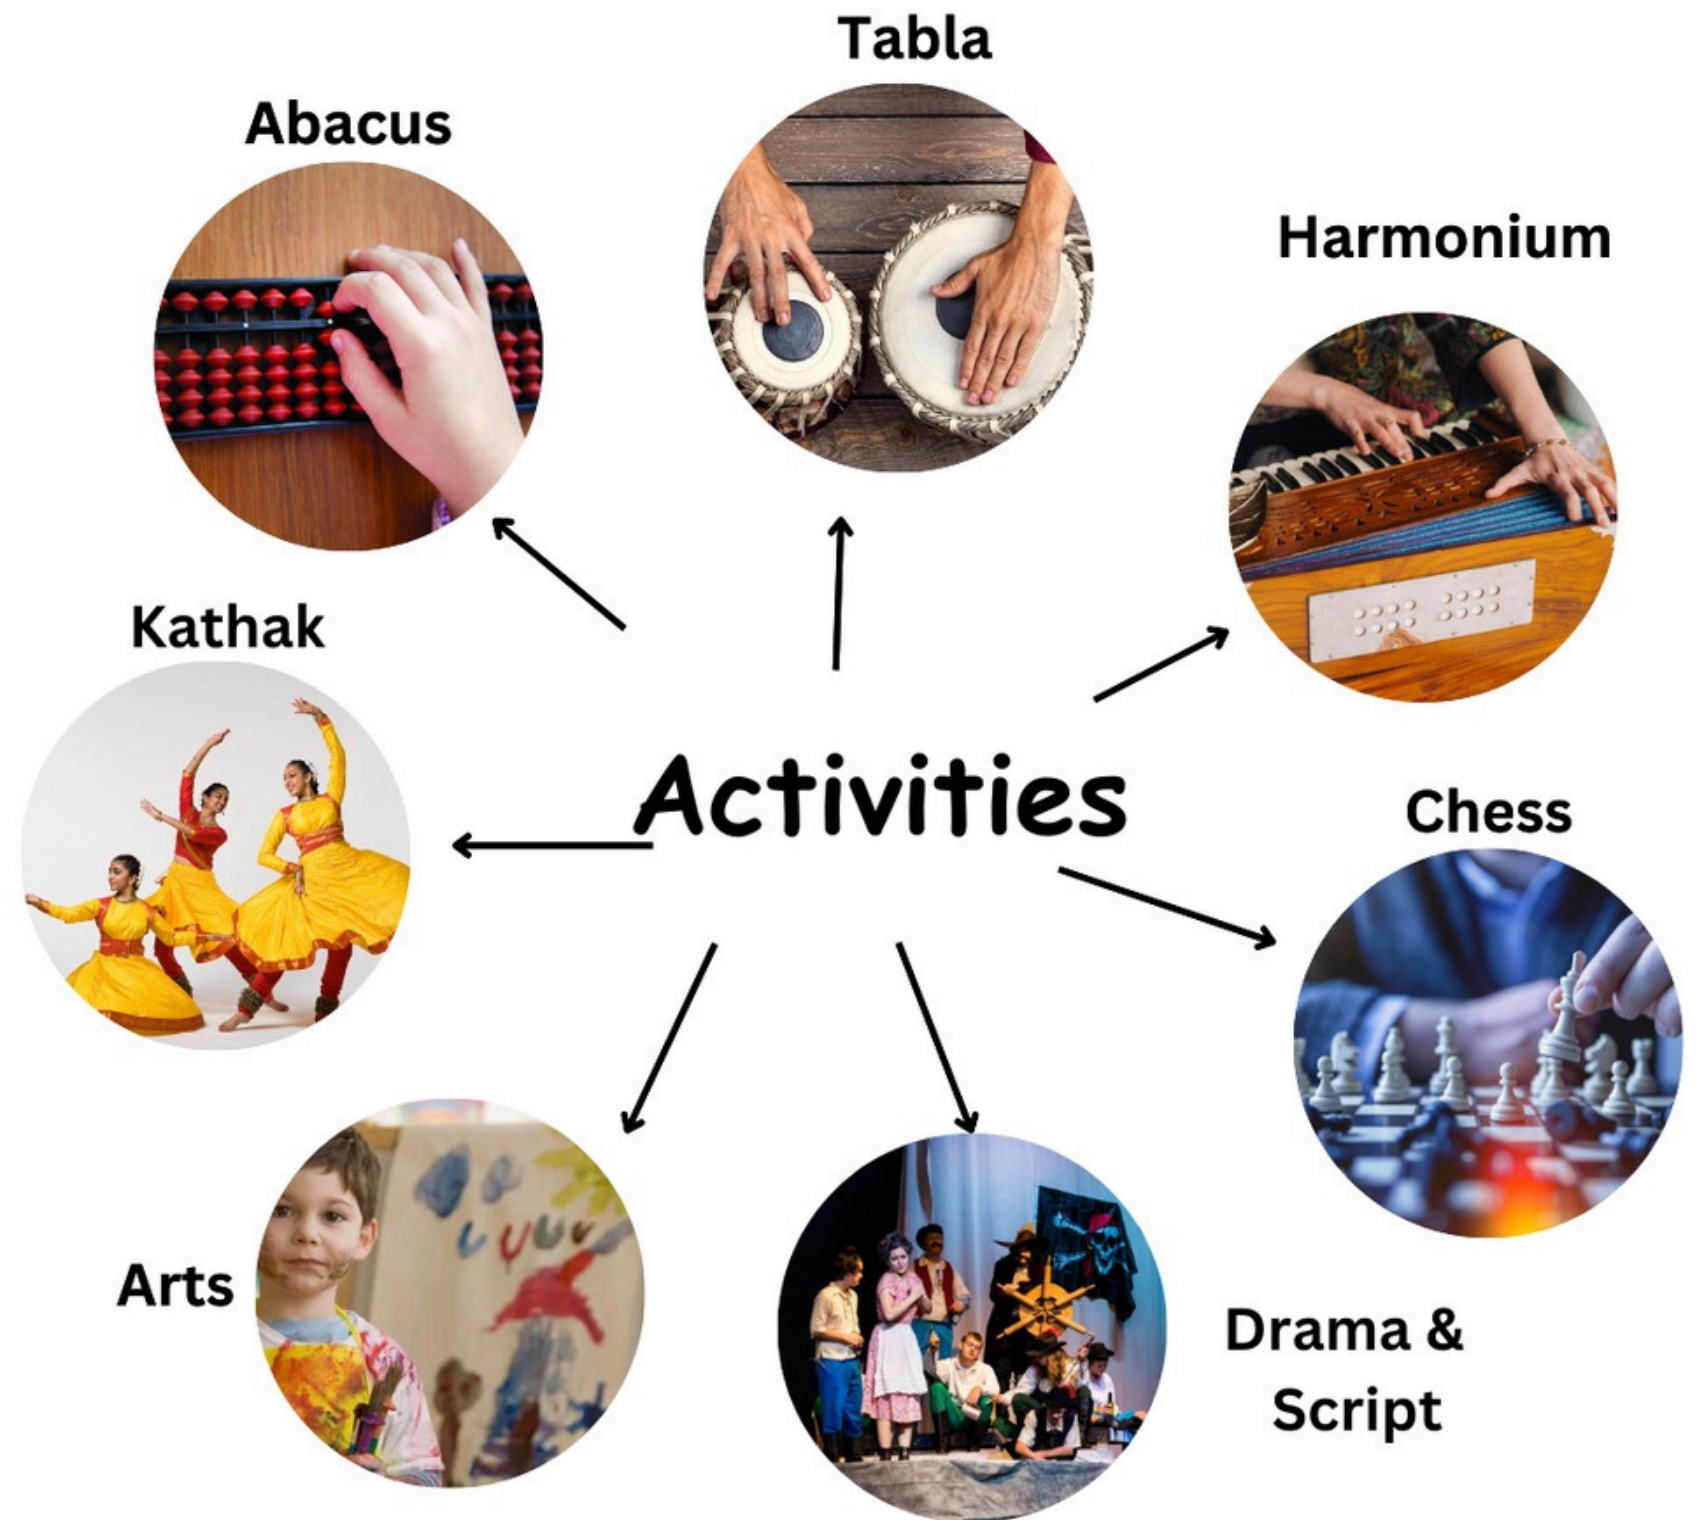 Tabla
Abacus
Harmonium
Kathak
Activities
Chess
Arts
Drama &
Script